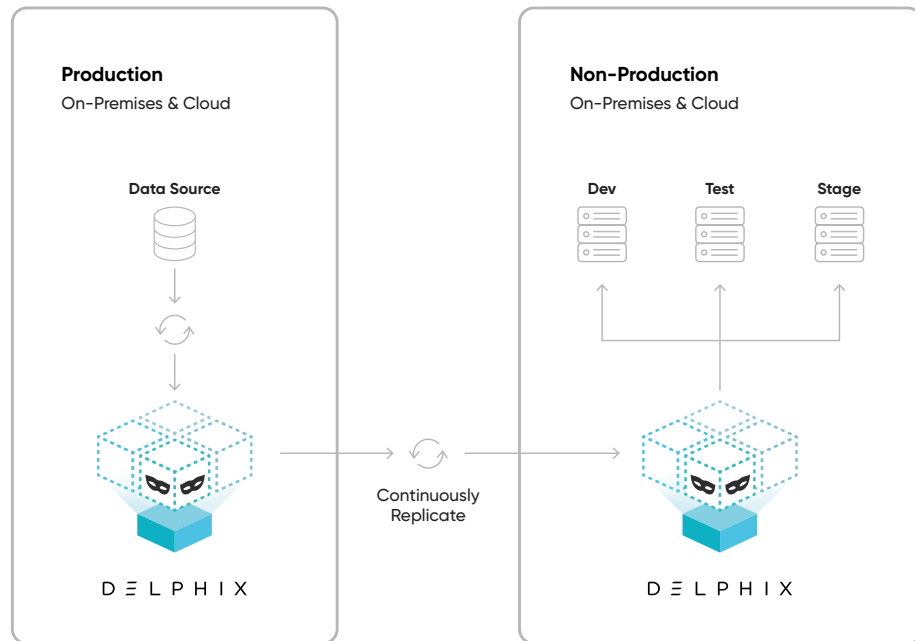 Production
On-Premises & Cloud
Data Source
DELPHIX
Continuously
Replicate
Non-Production
On-Premises & Cloud
Dev
Test
Stage
DELPHIX